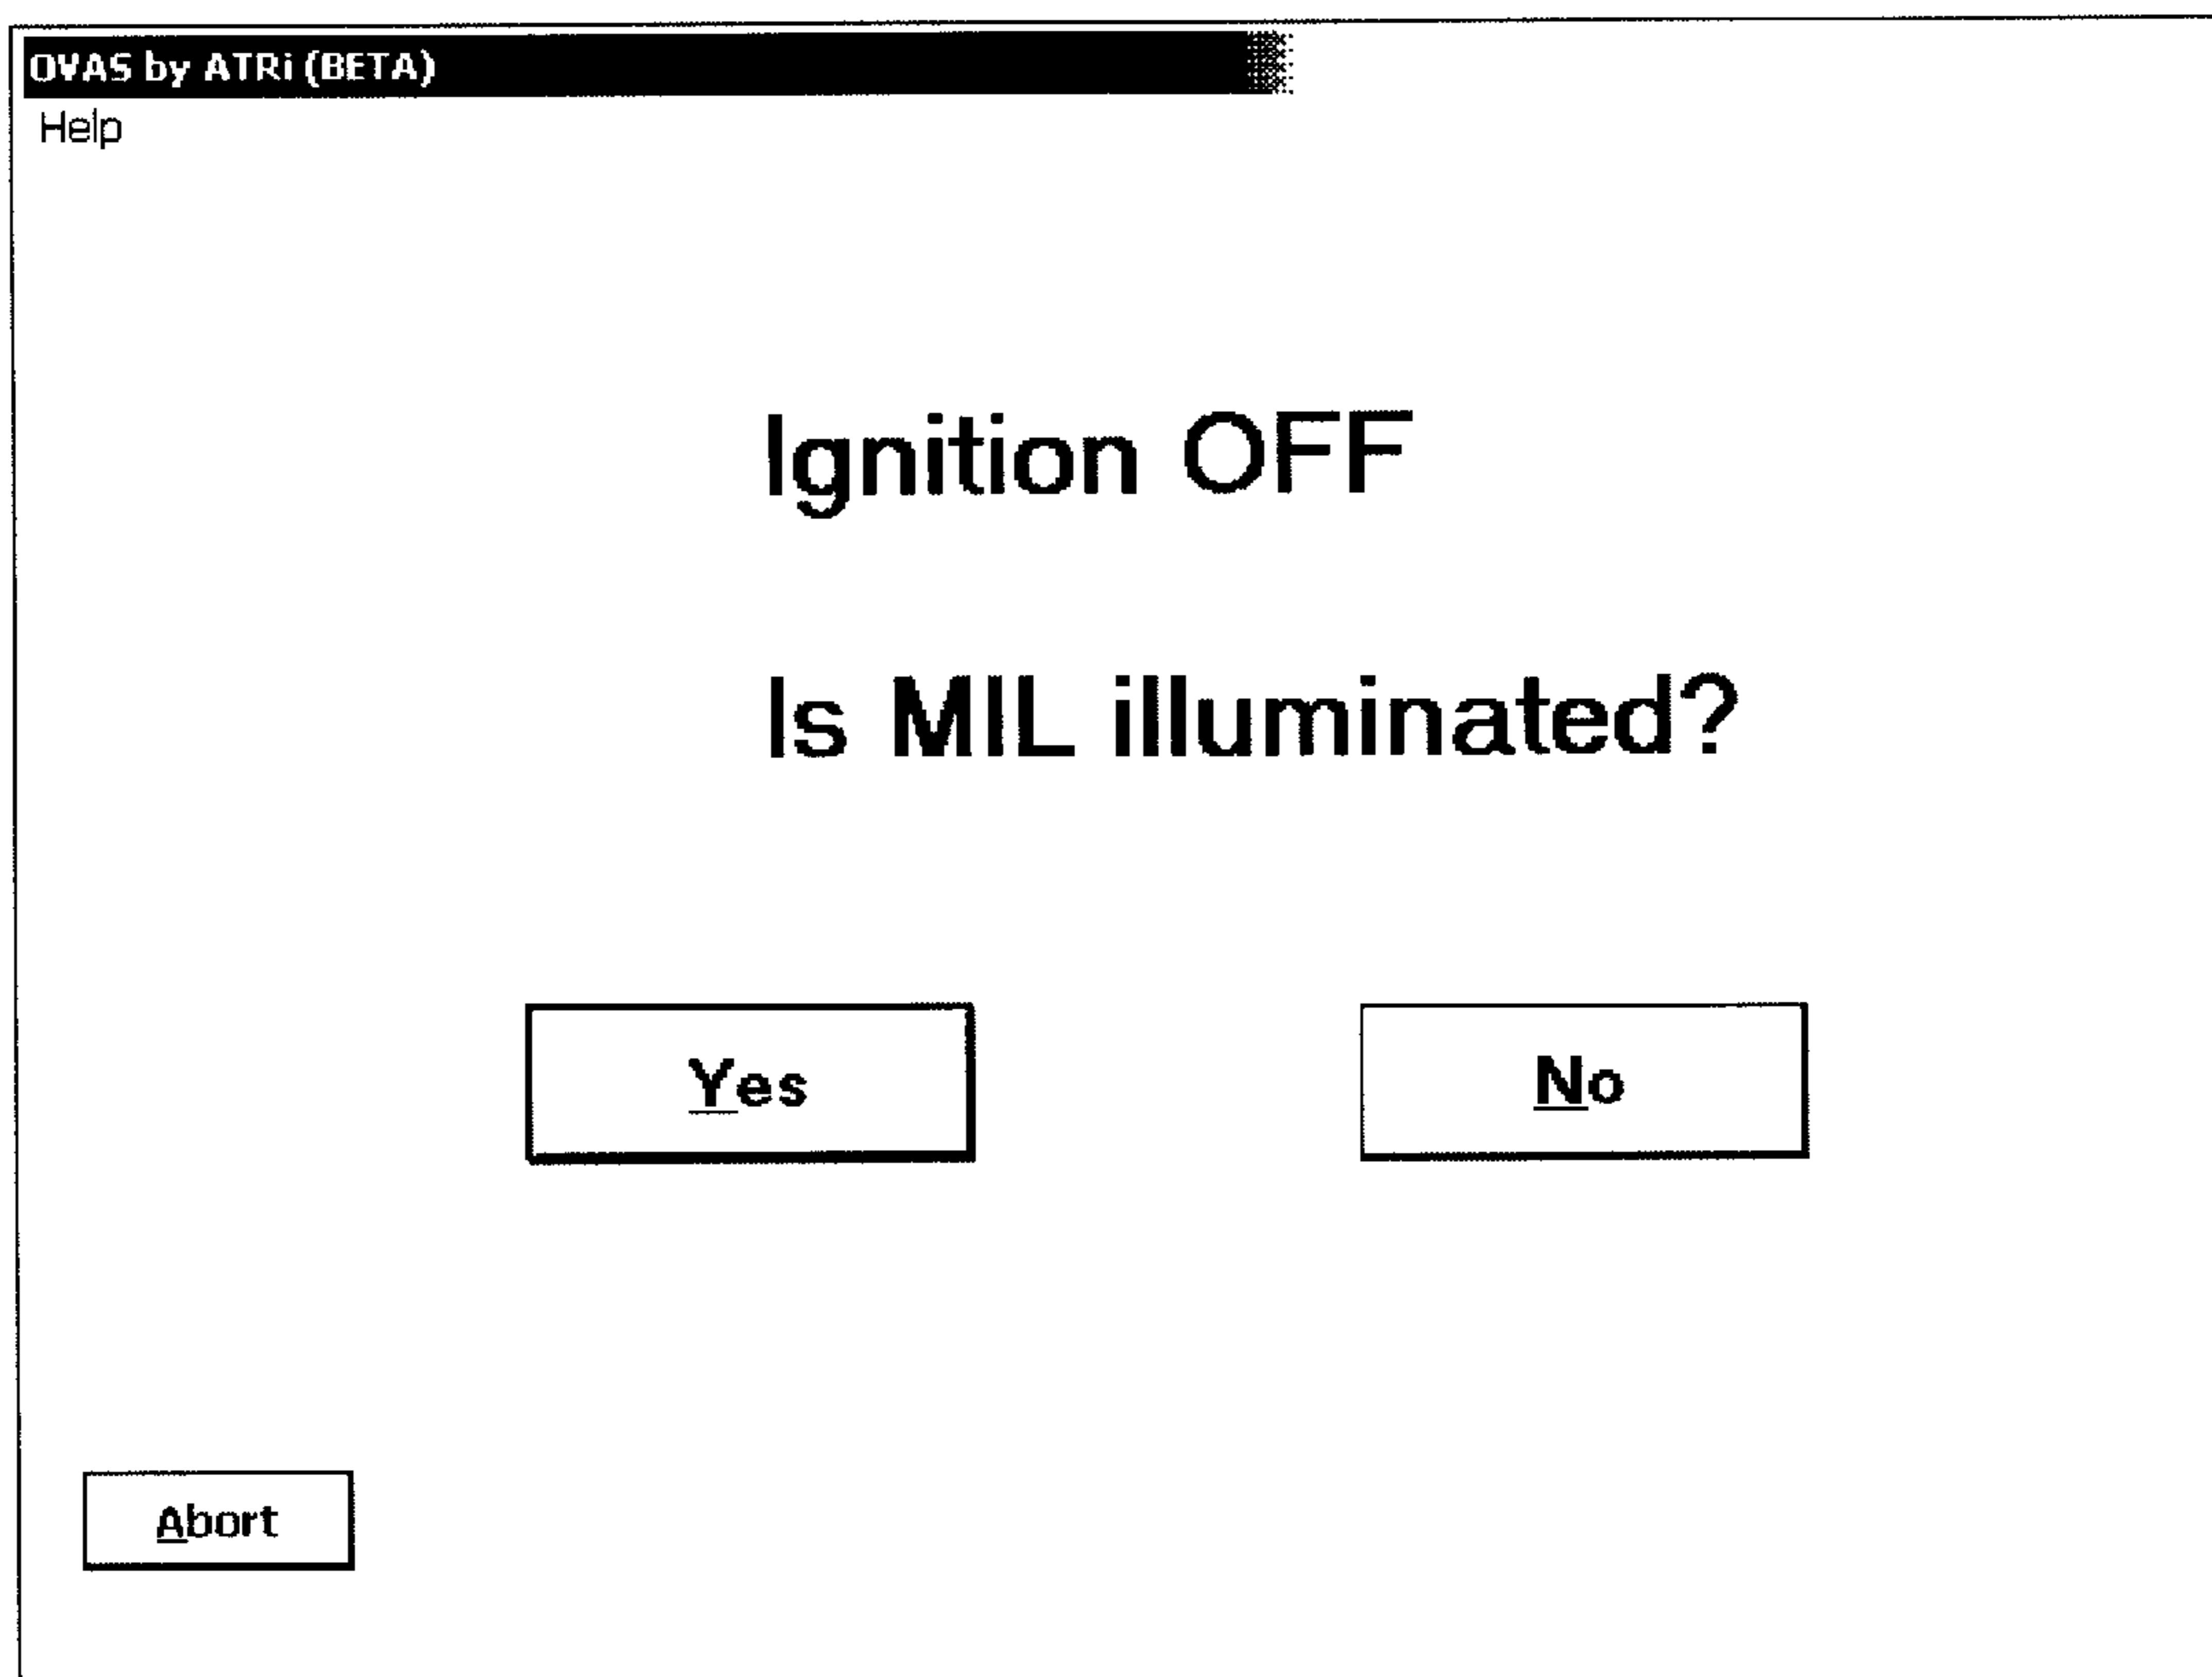 OVAS by ATRi (BETA)
Help
Ignition OFF
Is MIL illuminated?
Yes
No
Abort